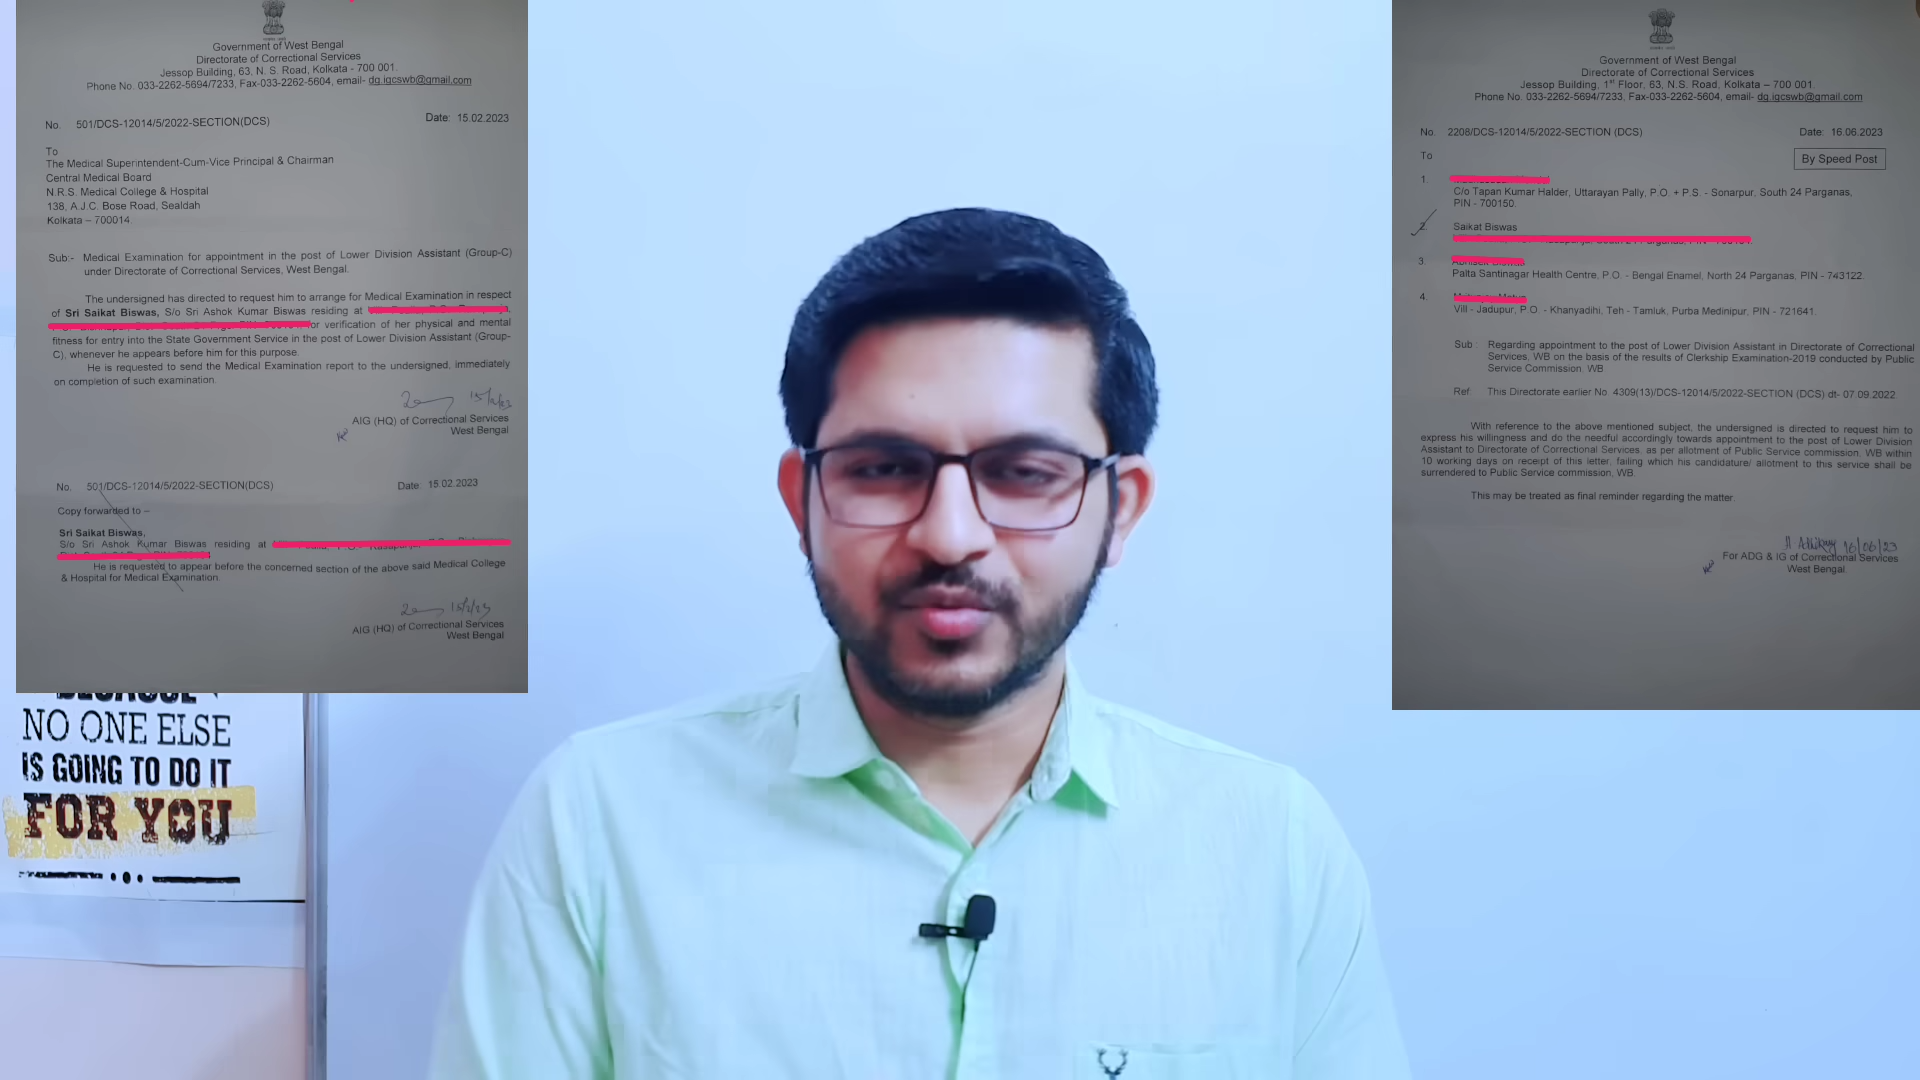 Government of West Bengal
Directorate of Correctional Services
Jessop Building, 63, N. S. Road, Kolkata - 700 001.
Phone No. 033-2262-5694/7233, Fax-033-2262-5604, email- dg.igcswb@gmail.com
No. 501/DCS-12014/5/2022-SECTION(DCS) Date: 15.02.2023
To
The Medical Superintendent-Cum-Vice Principal & Chairman
Central Medical Board
N.R.S. Medical College & Hospital
138, A.J.C. Bose Road, Sealdah
Kolkata – 700014.
Sub:- Medical Examination for appointment in the post of Lower Division Assistant (Group-C)
under Directorate of Correctional Services, West Bengal.
The undersigned has directed to request him to arrange for Medical Examination in respect
of Sri Saikat Biswas, S/o Sri Ashok Kumar Biswas residing at
for verification of her physical and mental
fitness for entry into the State Government Service in the post of Lower Division Assistant (Group-
C), whenever he appears before him for this purpose.
He is requested to send the Medical Examination report to the undersigned, immediately
on completion of such examination.
15/2/23
AIG (HQ) of Correctional Services
West Bengal
No. 501/DCS-12014/5/2022-SECTION(DCS) Date: 15.02.2023
Copy forwarded to –
Sri Saikat Biswas,
S/o Sri Ashok Kumar Biswas residing at
He is requested to appear before the concerned section of the above said Medical College
& Hospital for Medical Examination.
15/2/23
AIG (HQ) of Correctional Services
West Bengal
BECAUSE
NO ONE ELSE
IS GOING TO DO IT
FOR YOU
Government of West Bengal
Directorate of Correctional Services
Jessop Building, 1st Floor, 63, N.S. Road, Kolkata – 700 001.
Phone No. 033-2262-5694/7233, Fax-033-2262-5604, email- dg.igcswb@gmail.com
No. 2208/DCS-12014/5/2022-SECTION (DCS) Date: 16.06.2023
To
By Speed Post
1.
C/o Tapan Kumar Halder, Uttarayan Pally, P.O. + P.S. - Sonarpur, South 24 Parganas,
PIN - 700150.
2. Saikat Biswas
3.
Palta Santinagar Health Centre, P.O. - Bengal Enamel, North 24 Parganas, PIN - 743122.
4.
Vill - Jadupur, P.O. - Khanyadihi, Teh - Tamluk, Purba Medinipur, PIN - 721641.
Sub : Regarding appointment to the post of Lower Division Assistant in Directorate of Correctional
Services, WB on the basis of the results of Clerkship Examination-2019 conducted by Public
Service Commission, WB.
Ref: This Directorate earlier No. 4309(13)/DCS-12014/5/2022-SECTION (DCS) dt- 07.09.2022.
With reference to the above mentioned subject, the undersigned is directed to request him to
express his willingness and do the needful accordingly towards appointment to the post of Lower Division
Assistant to Directorate of Correctional Services, as per allotment of Public Service commission, WB within
10 working days on receipt of this letter, failing which his candidature/ allotment to this service shall be
surrendered to Public Service commission, WB.
This may be treated as final reminder regarding the matter.
16/06/23
For ADG & IG of Correctional Services
West Bengal